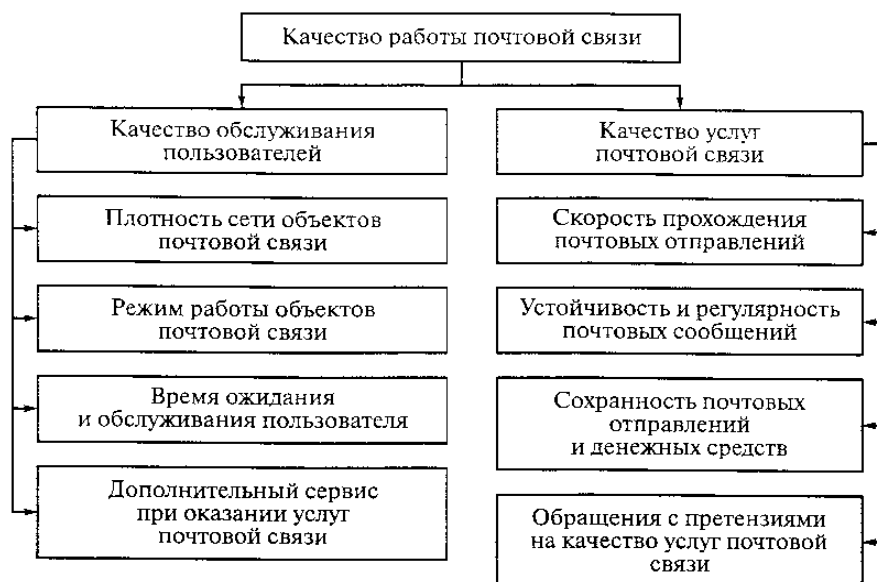 Качество работы почтовой связи
Качество обслуживания
пользователей
Плотность сети объектов
почтовой связи
Режим работы объектов
почтовой связи
Время ожидания
и обслуживания пользователя
Дополнительный сервис
при оказании услуг
почтовой связи
Качество услуг
почтовой связи
Скорость прохождения
почтовых отправлений
Устойчивость и регулярность
почтовых сообщений
Сохранность почтовых
отправлений
и денежных средств
Обращения с претензиями
на качество услуг почтовой
связи